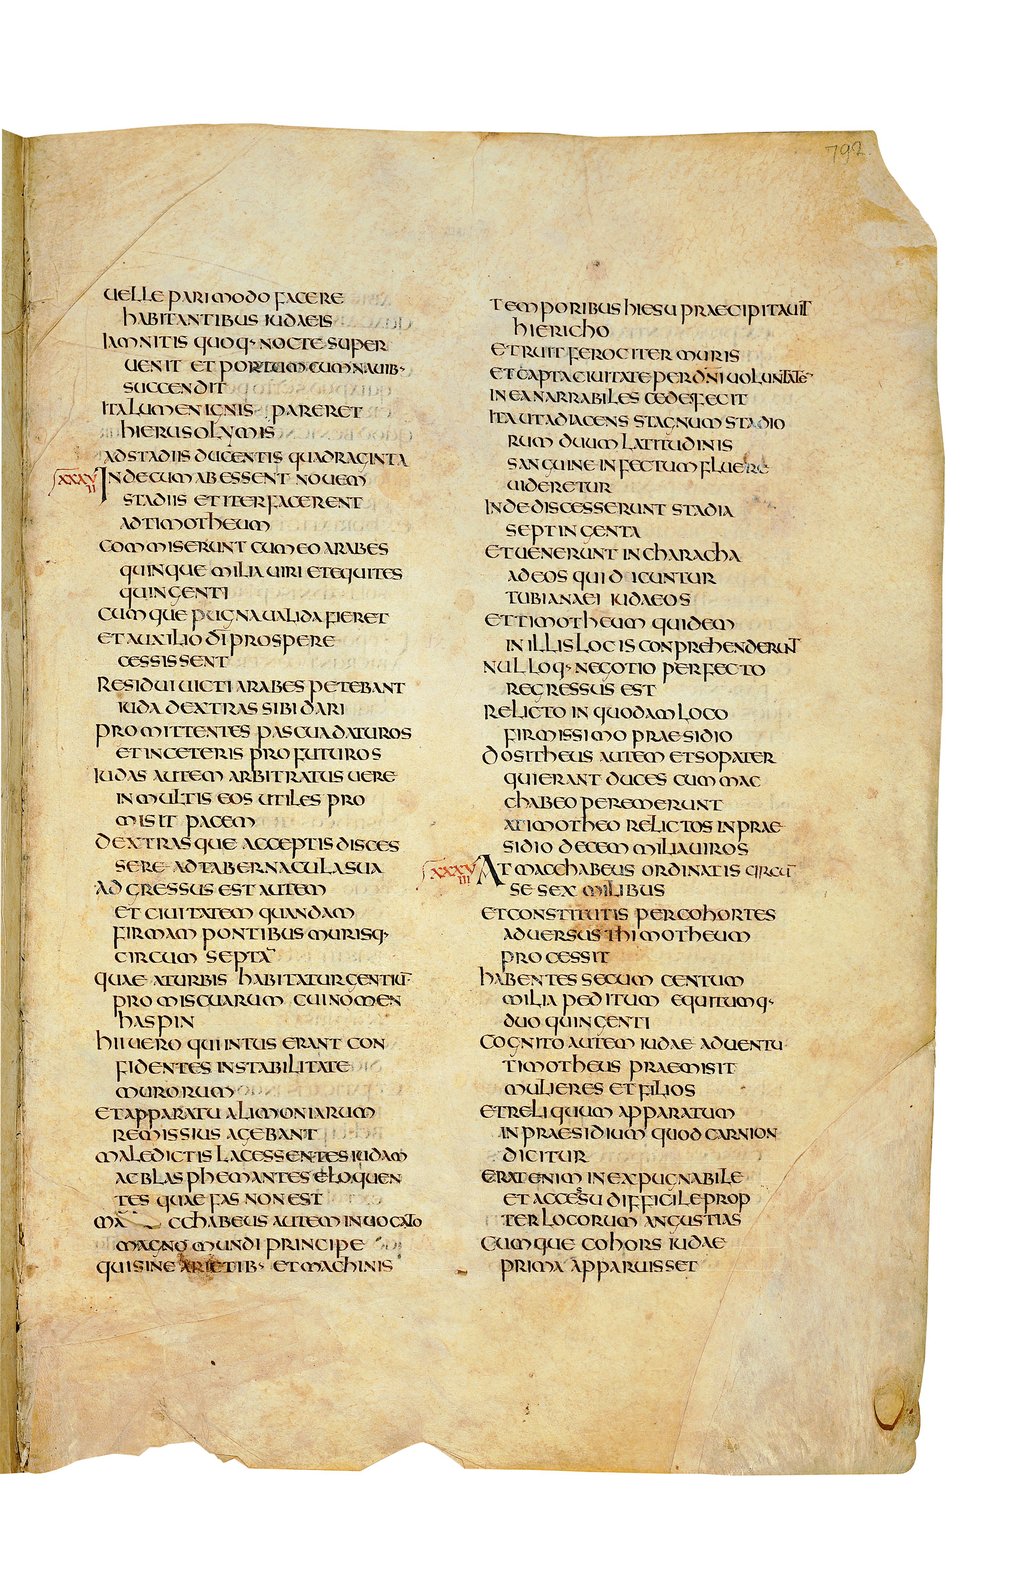 792
uelle pari modo facere
habitantibus iudaeis
Iamnitis quoq· nocte super
uenit et portum cum nauib·
succendit
Ita lumen ignis pareret
hierusolymis
ad stadiis ducentis quadraginta
XXXVII Inde cum abessent nouem
stadiis et iter facerent
ad timotheum
commiserunt cum eo arabes
quinque milia uiri et equites
quingenti
cumque pugna ualida fieret
et auxilio di prospere
cessissent
Residui uicti arabes petebant
iuda dextras sibi dari
promittentes pascua daturos
et in ceteris profuturos
Iudas autem arbitratus uere
in multis eos utiles pro
misit pacem
dextrasque acceptis disces
sere ad tabernacula sua
adgressus est autem
et ciuitatem quandam
firmam pontibus murisq·
circum septā
quae a turbis habitatur gentiū
promiscuarum cui nomen
haspin
hii uero qui intus erant con
fidentes in stabilitate
murorum
et apparatu alimoniarum
remissius agebant
maledictis lacessentes iudam
ac blasphemantes et loquen
tes quae fas non est
ma cchabeus autem inuocato
magno mundi principe
qui sine arietib· et machinis
temporibus hiesu praecipitauit
hiericho
et ruit ferociter muris
et capta ciuitate per dn̄i uoluntatē
inenarrabiles cedes fecit
Ita ut adiacens stagnum stadio
rum duum latitudinis
sanguine infectum fluere
uideretur
Inde discesserunt stadia
septingenta
et uenerunt in characha
ad eos qui dicuntur
tubianaei iudaeos
et timotheum quidem
in illis locis conprehenderunt
nulloq· negotio perfecto
regressus est
relicto in quodam loco
firmissimo praesidio
dositheus autem et sopater
qui erant duces cum mac
chabeo peremerunt
a timotheo relictos in prae
sidio decem milia uiros
XXXVIII At macchabeus ordinatis circū
se sex milibus
et constitutis per cohortes
aduersus thimotheum
processit
habentes secum centum
milia peditum equitumq·
duo quingenti
cognito autem iudae aduentu
timotheus praemisit
mulieres et filios
et reliquum apparatum
in praesidium quod carnion
dicitur
erat enim inexpugnabile
et accesu difficile prop
ter locorum angustias
cumque cohors iudae
prima apparuisset